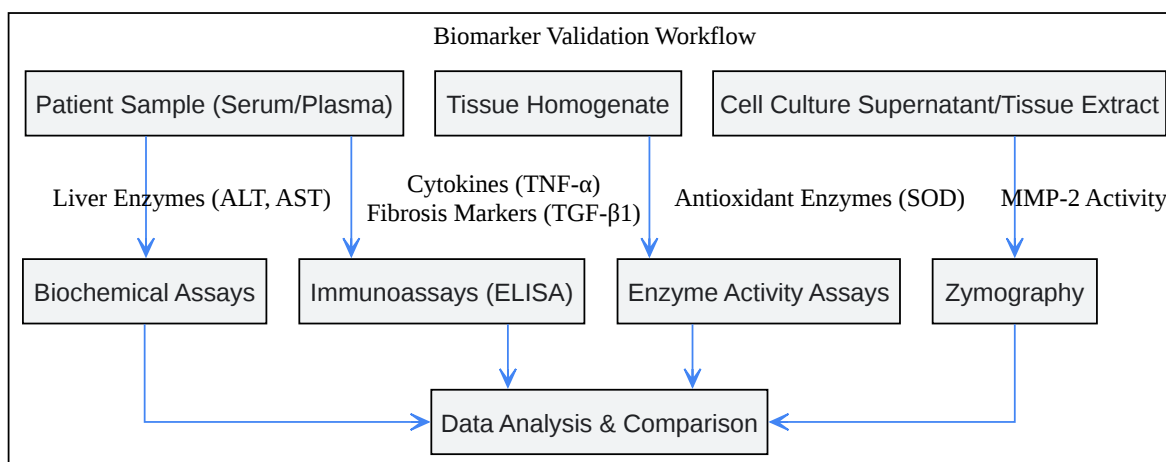 Biomarker Validation Workflow
Patient Sample (Serum/Plasma)
Tissue Homogenate
Cell Culture Supernatant/Tissue Extract
Liver Enzymes (ALT, AST)
Cytokines (TNF-α)
Fibrosis Markers (TGF-β1)
Antioxidant Enzymes (SOD)
MMP-2 Activity
Biochemical Assays
Immunoassays (ELISA)
Enzyme Activity Assays
Zymography
Data Analysis & Comparison